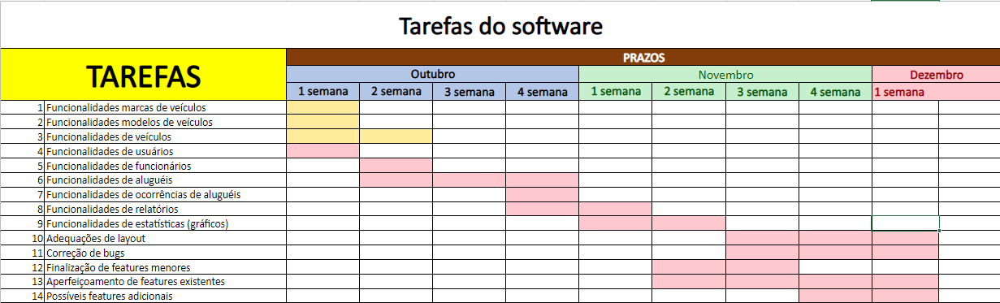 Tarefas do software
TAREFAS
PRAZOS
Outubro Novembro Dezembro
1 semana 2 semana 3 semana 4 semana 1 semana 2 semana 3 semana 4 semana 1 semana
1 Funcionalidades marcas de veículos
2 Funcionalidades modelos de veículos
3 Funcionalidades de veículos
4 Funcionalidades de usuários
5 Funcionalidades de funcionários
6 Funcionalidades de aluguéis
7 Funcionalidades de ocorrências de aluguéis
8 Funcionalidades de relatórios
9 Funcionalidades de estatísticas (gráficos)
10 Adequações de layout
11 Correção de bugs
12 Finalização de features menores
13 Aperfeiçoamento de features existentes
14 Possíveis features adicionais